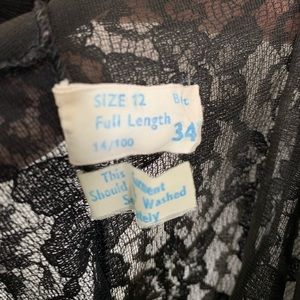 SIZE 12
Full Length 34
14/100
This
Should Washed